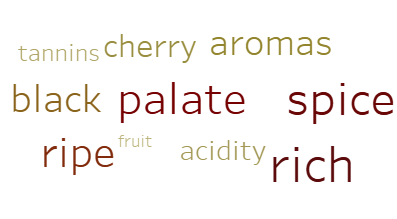 tannins cherry aromas
black palate spice
ripe fruit acidity rich